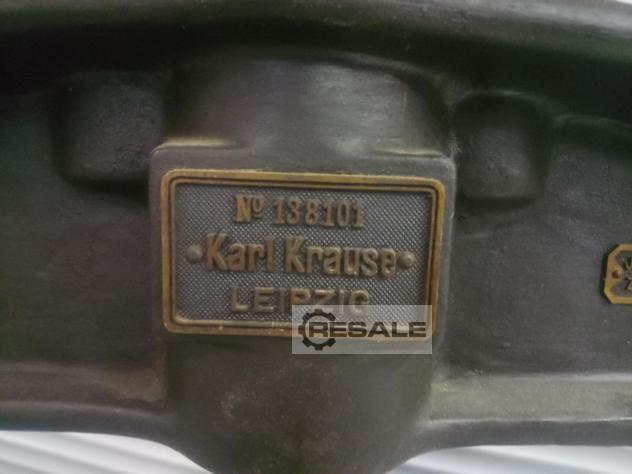 Nº 138101
Karl Krause
LEIPZIG
RESALE